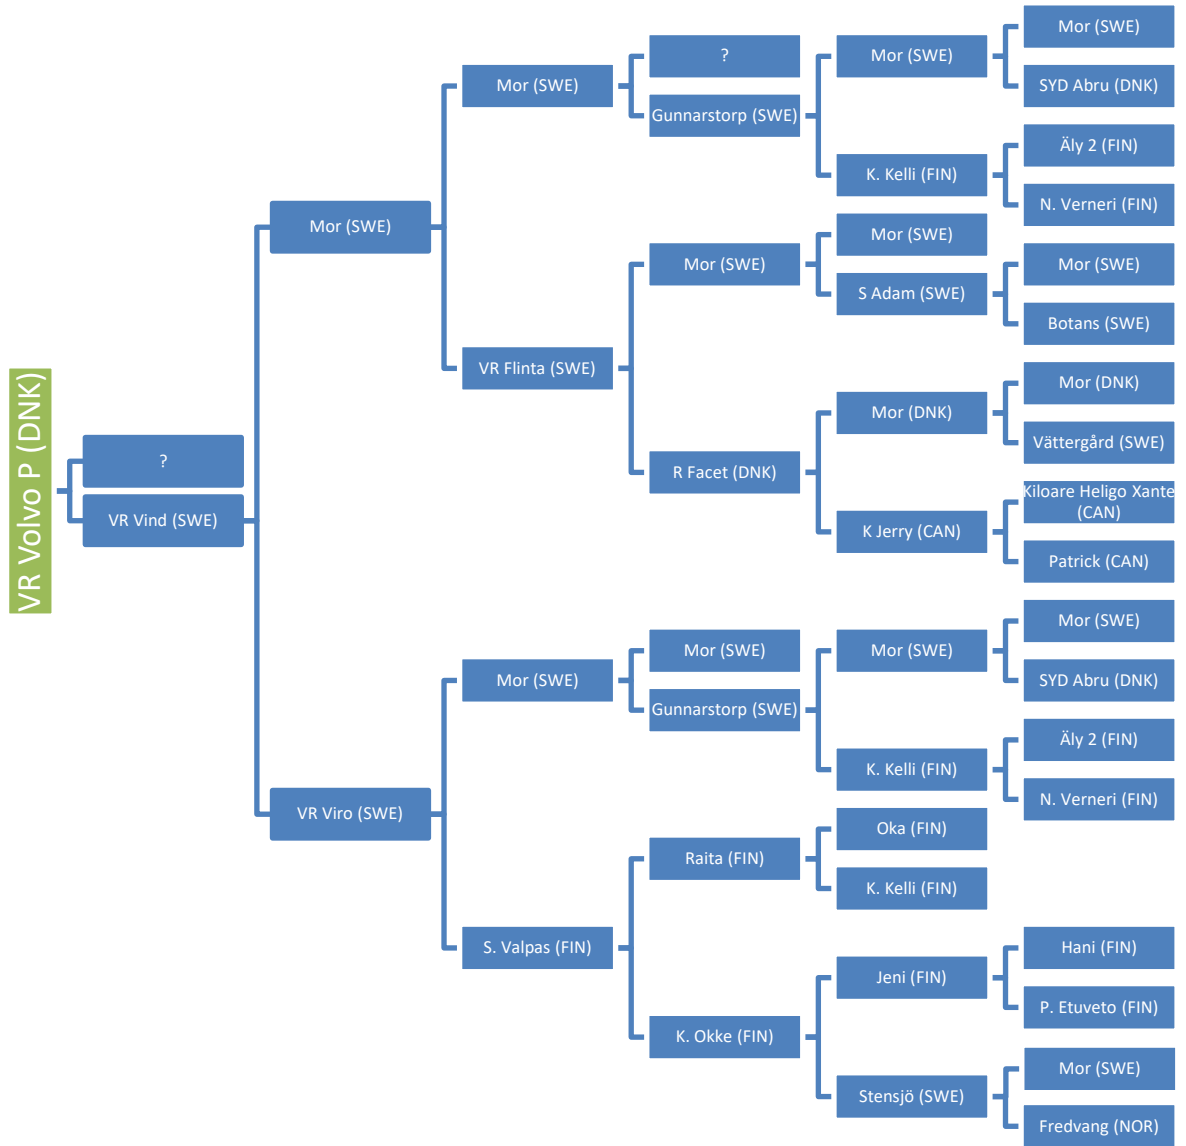 VR Volvo P (DNK)
?
VR Vind (SWE)
Mor (SWE)
VR Viro (SWE)
Mor (SWE)
VR Flinta (SWE)
Mor (SWE)
S. Valpas (FIN)
?
Gunnarstorp (SWE)
Mor (SWE)
R Facet (DNK)
Mor (SWE)
Gunnarstorp (SWE)
Raita (FIN)
K. Okke (FIN)
Mor (SWE)
K. Kelli (FIN)
Mor (SWE)
S Adam (SWE)
Mor (DNK)
K Jerry (CAN)
Mor (SWE)
K. Kelli (FIN)
Oka (FIN)
K. Kelli (FIN)
Jeni (FIN)
Stensjö (SWE)
Mor (SWE)
SYD Abru (DNK)
Äly 2 (FIN)
N. Verneri (FIN)
Mor (SWE)
Botans (SWE)
Mor (DNK)
Vättergård (SWE)
Kiloare Heligo Xante
(CAN)
Patrick (CAN)
Mor (SWE)
SYD Abru (DNK)
Äly 2 (FIN)
N. Verneri (FIN)
Hani (FIN)
P. Etuveto (FIN)
Mor (SWE)
Fredvang (NOR)